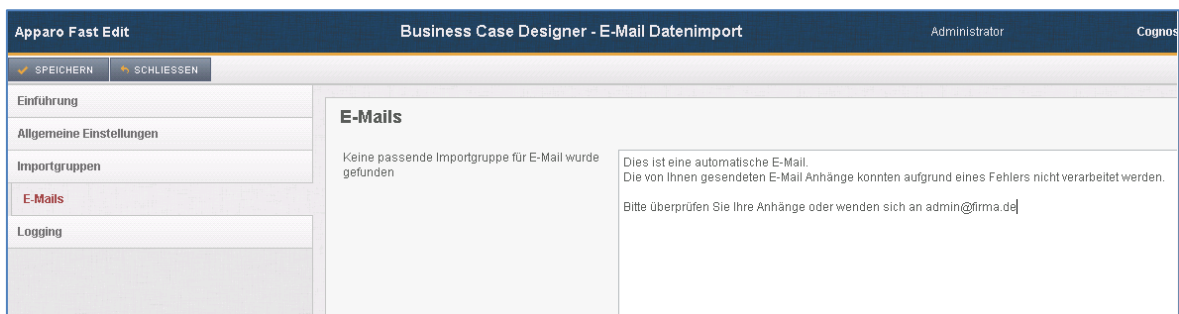 Apparo Fast Edit
Business Case Designer - E-Mail Datenimport
Administrator
Cognos
SPEICHERN
SCHLIESSEN
Einführung
Allgemeine Einstellungen
Importgruppen
E-Mails
Logging
E-Mails
Keine passende Importgruppe für E-Mail wurde
gefunden
Dies ist eine automatische E-Mail.
Die von Ihnen gesendeten E-Mail Anhänge konnten aufgrund eines Fehlers nicht verarbeitet werden.
Bitte überprüfen Sie Ihre Anhänge oder wenden sich an admin@firma.de